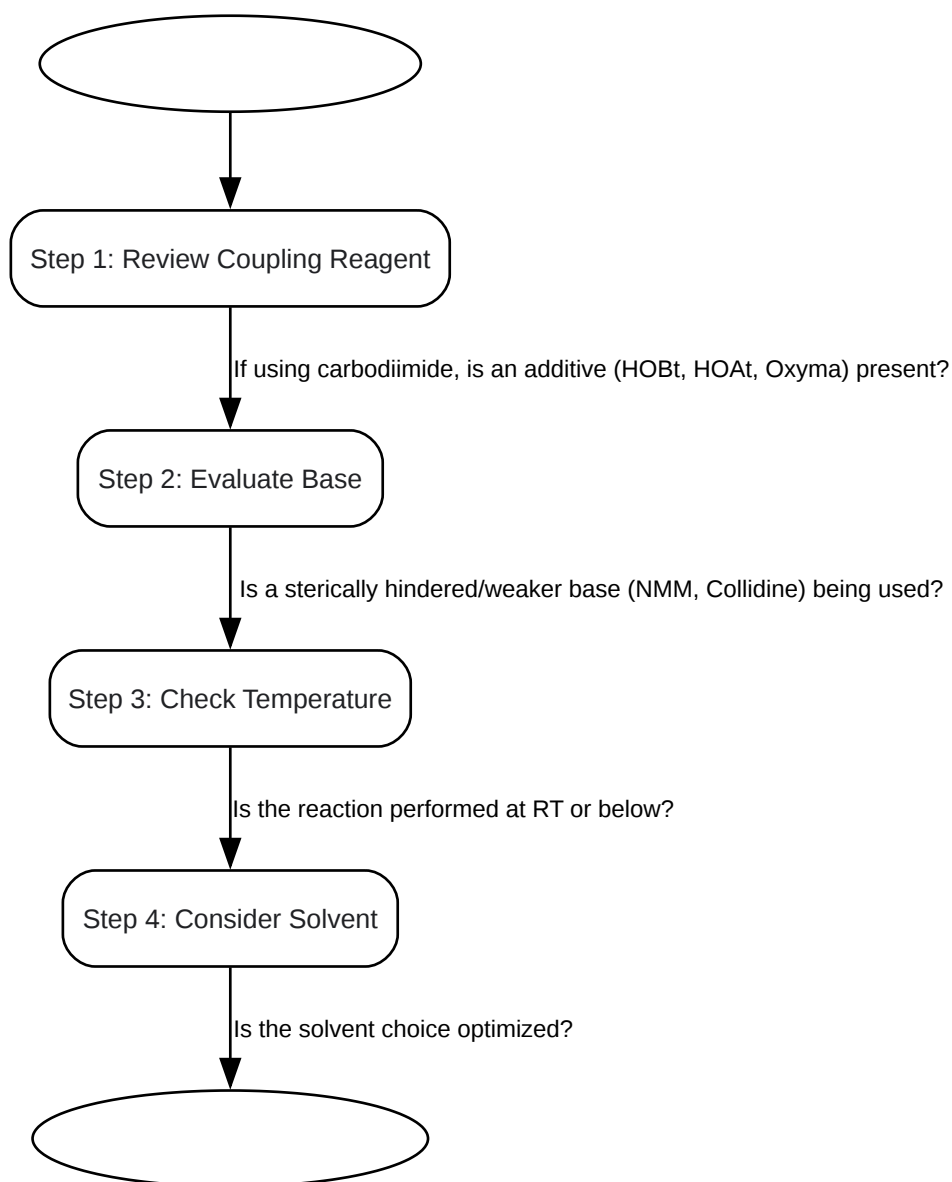 Step 1: Review Coupling Reagent
If using carbodiimide, is an additive (HOBt, HOAt, Oxyma) present?
Step 2: Evaluate Base
Is a sterically hindered/weaker base (NMM, Collidine) being used?
Step 3: Check Temperature
Is the reaction performed at RT or below?
Step 4: Consider Solvent
Is the solvent choice optimized?